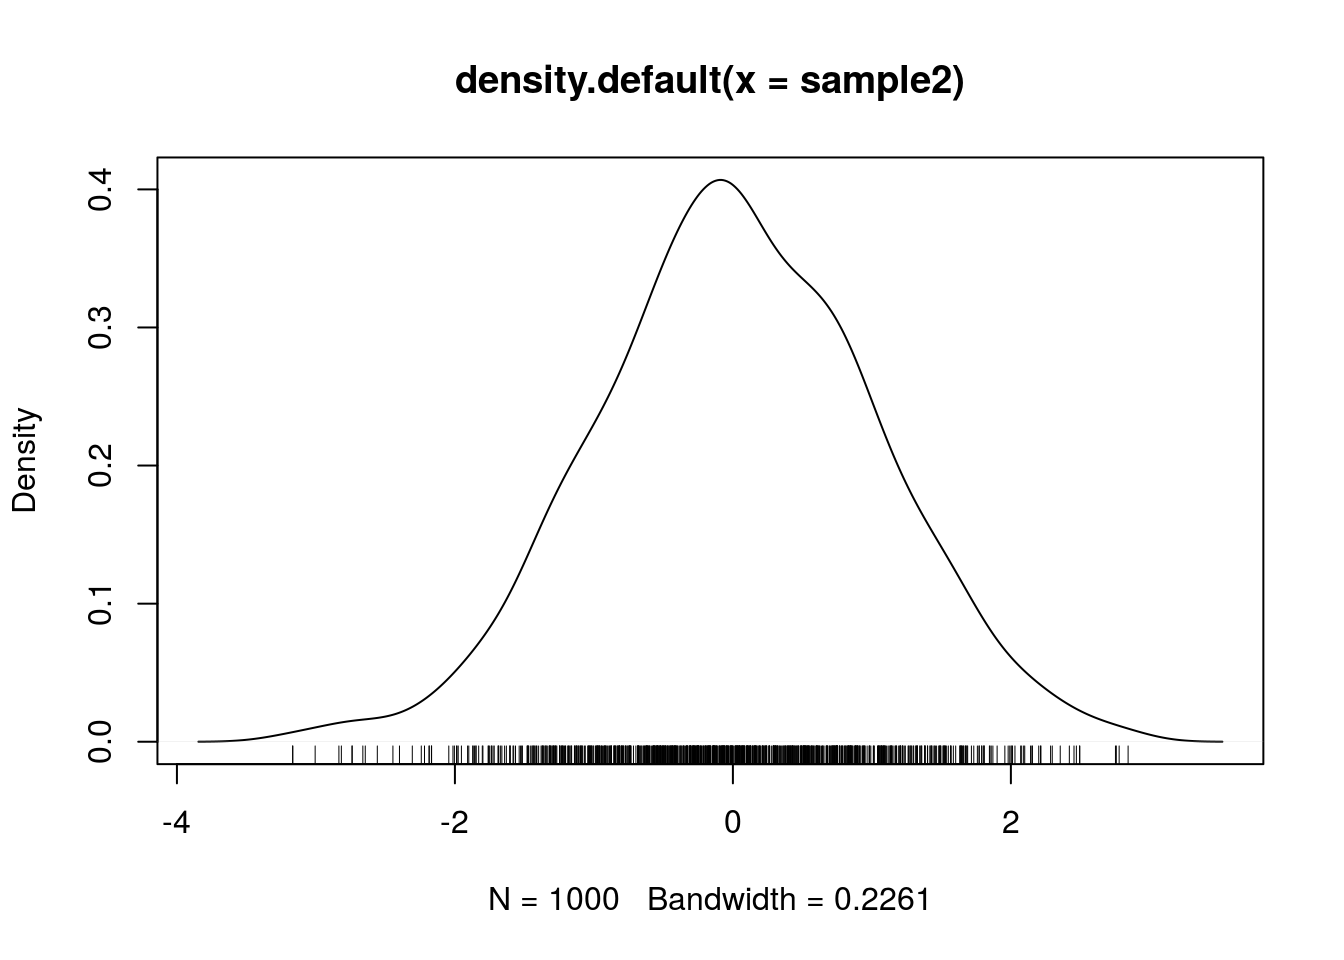 density.default(x = sample2)
Density
0.4
0.3
0.2
0.1
0.0
-4 -2 0 2
N = 1000 Bandwidth = 0.2261